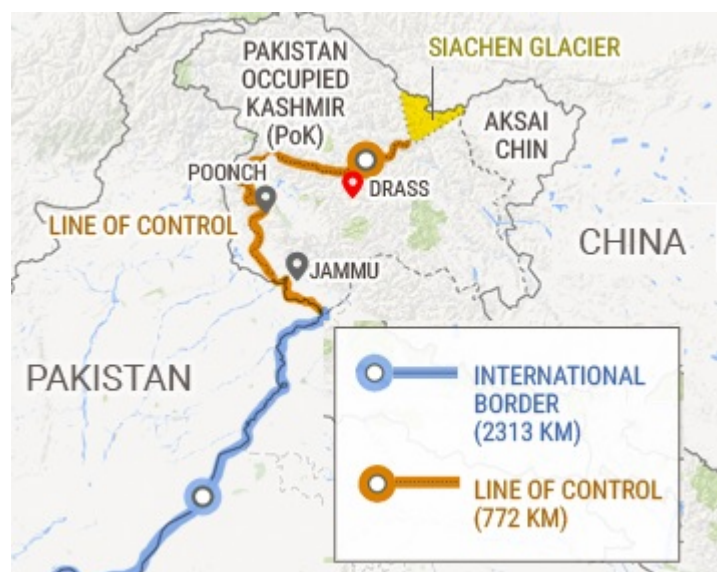 SIACHEN GLACIER
PAKISTAN
OCCUPIED
KASHMIR
(PoK)
AKSAI
CHIN
POONCH
DRASS
LINE OF CONTROL
CHINA
JAMMU
PAKISTAN
INTERNATIONAL
BORDER
(2313 KM)
LINE OF CONTROL
(772 KM)